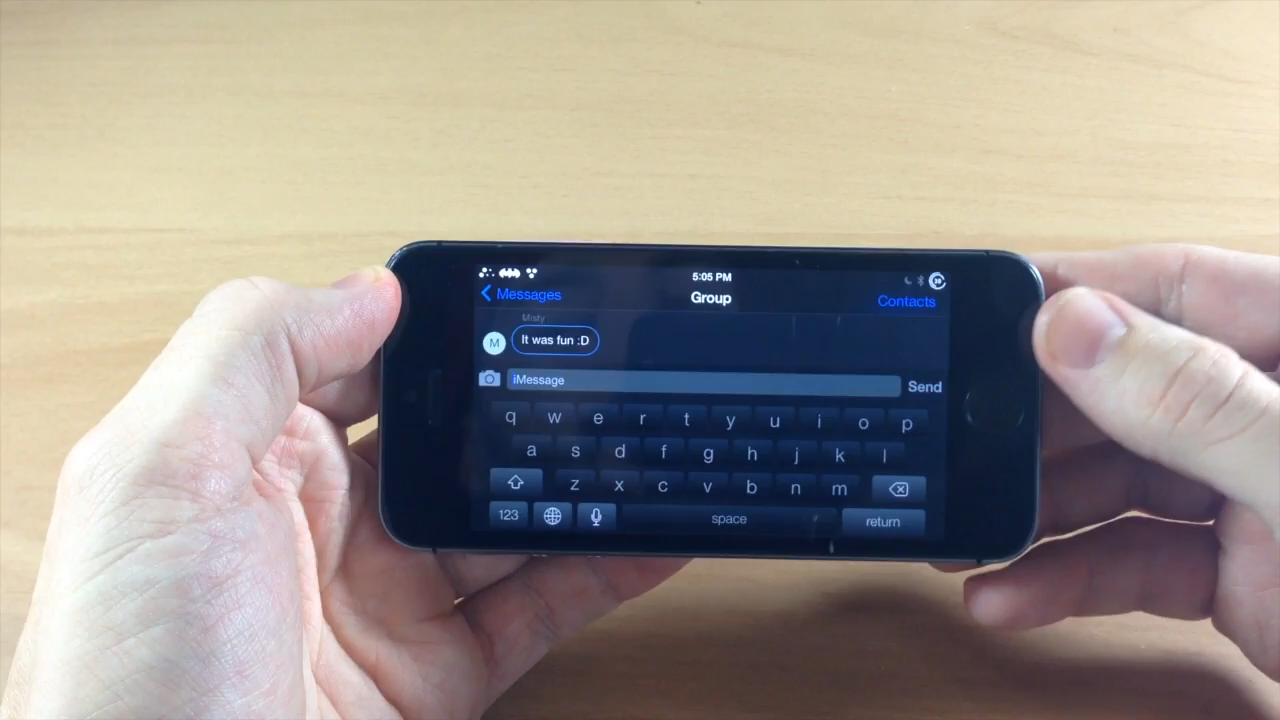 5:05 PM
Messages
Group
Contacts
Misty
M
It was fun :D
iMessage
Send
q w e r t y u i o p
a s d f g h j k l
z x c v b n m
123
space
return